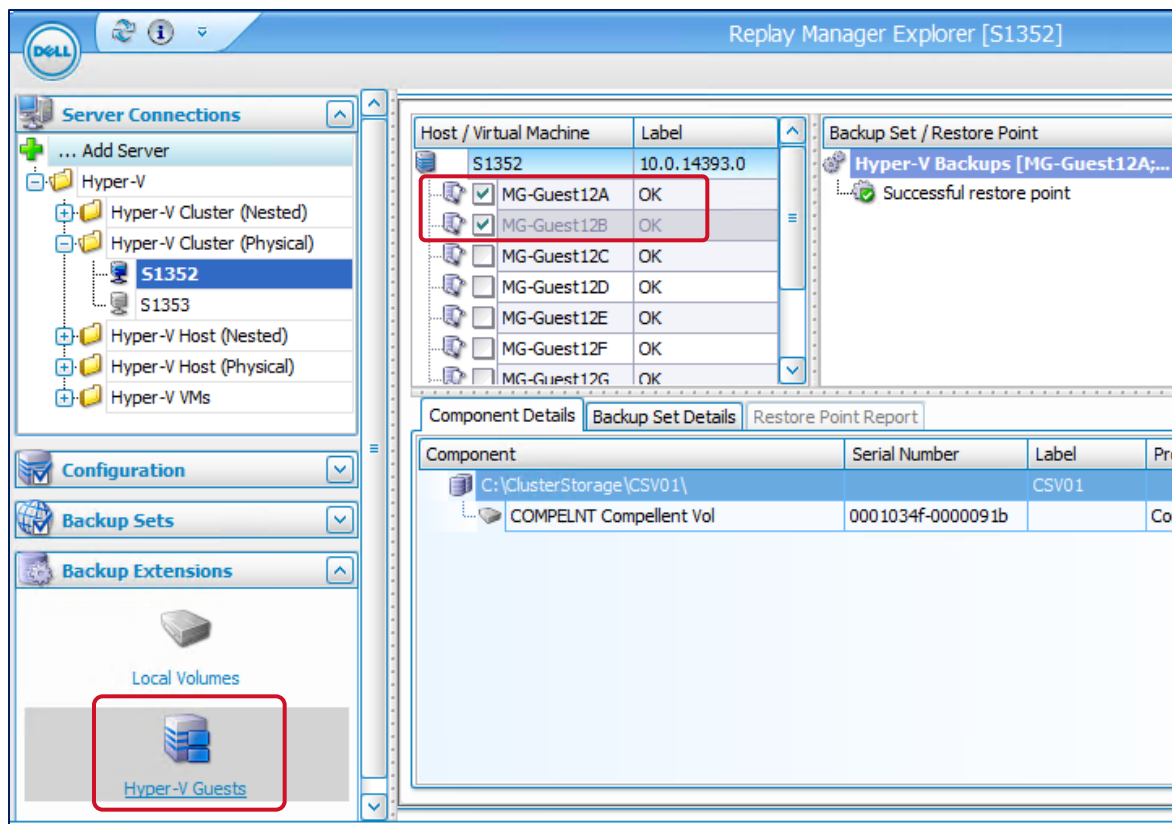 DELL
Replay Manager Explorer [S1352]
Server Connections
... Add Server
Hyper-V
Hyper-V Cluster (Nested)
Hyper-V Cluster (Physical)
S1352
S1353
Hyper-V Host (Nested)
Hyper-V Host (Physical)
Hyper-V VMs
Configuration
Backup Sets
Backup Extensions
Local Volumes
Hyper-V Guests
Host / Virtual Machine Label
S1352 10.0.14393.0
MG-Guest12A OK
MG-Guest12B OK
MG-Guest12C OK
MG-Guest12D OK
MG-Guest12E OK
MG-Guest12F OK
MG-Guest12G OK
Backup Set / Restore Point
Hyper-V Backups [MG-Guest12A;...
Successful restore point
Component Details Backup Set Details Restore Point Report
Component Serial Number Label Pr
C:\ClusterStorage\CSV01\ CSV01
COMPELNT Compellent Vol 0001034f-0000091b Co